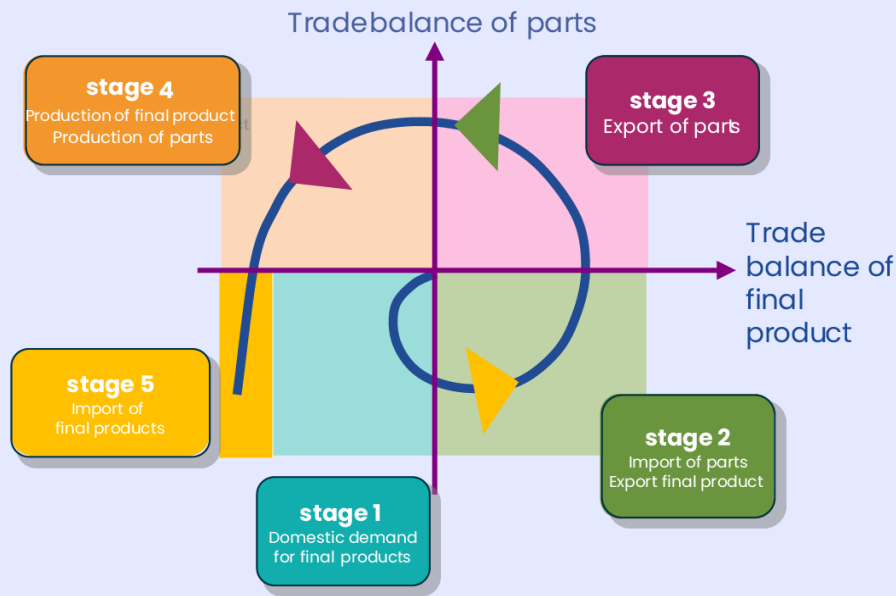 Tradebalance of parts
stage 4
Production of final product
Production of parts
stage 3
Export of parts
Trade
balance of
final
product
stage 5
Import of
final products
stage 2
Import of parts
Export final product
stage 1
Domestic demand
for final products